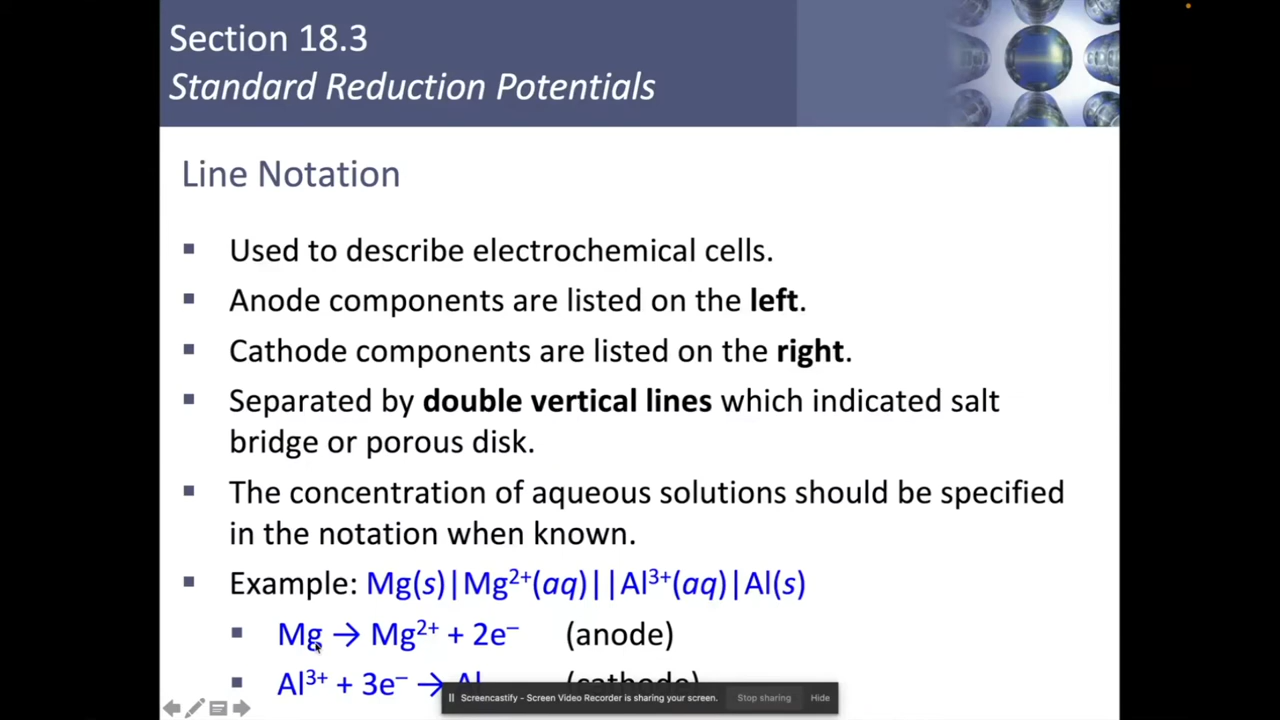 Section 18.3
Standard Reduction Potentials
Line Notation
▪ Used to describe electrochemical cells.
▪ Anode components are listed on the left.
▪ Cathode components are listed on the right.
▪ Separated by double vertical lines which indicated salt
bridge or porous disk.
▪ The concentration of aqueous solutions should be specified
in the notation when known.
▪ Example: Mg(s)|Mg²⁺(aq)||Al³⁺(aq)|Al(s)
▪ Mg → Mg²⁺ + 2e⁻ (anode)
▪ Al³⁺ + 3e⁻ → Al (cathode)
Screencastify - Screen Video Recorder is sharing your screen. Stop sharing Hide